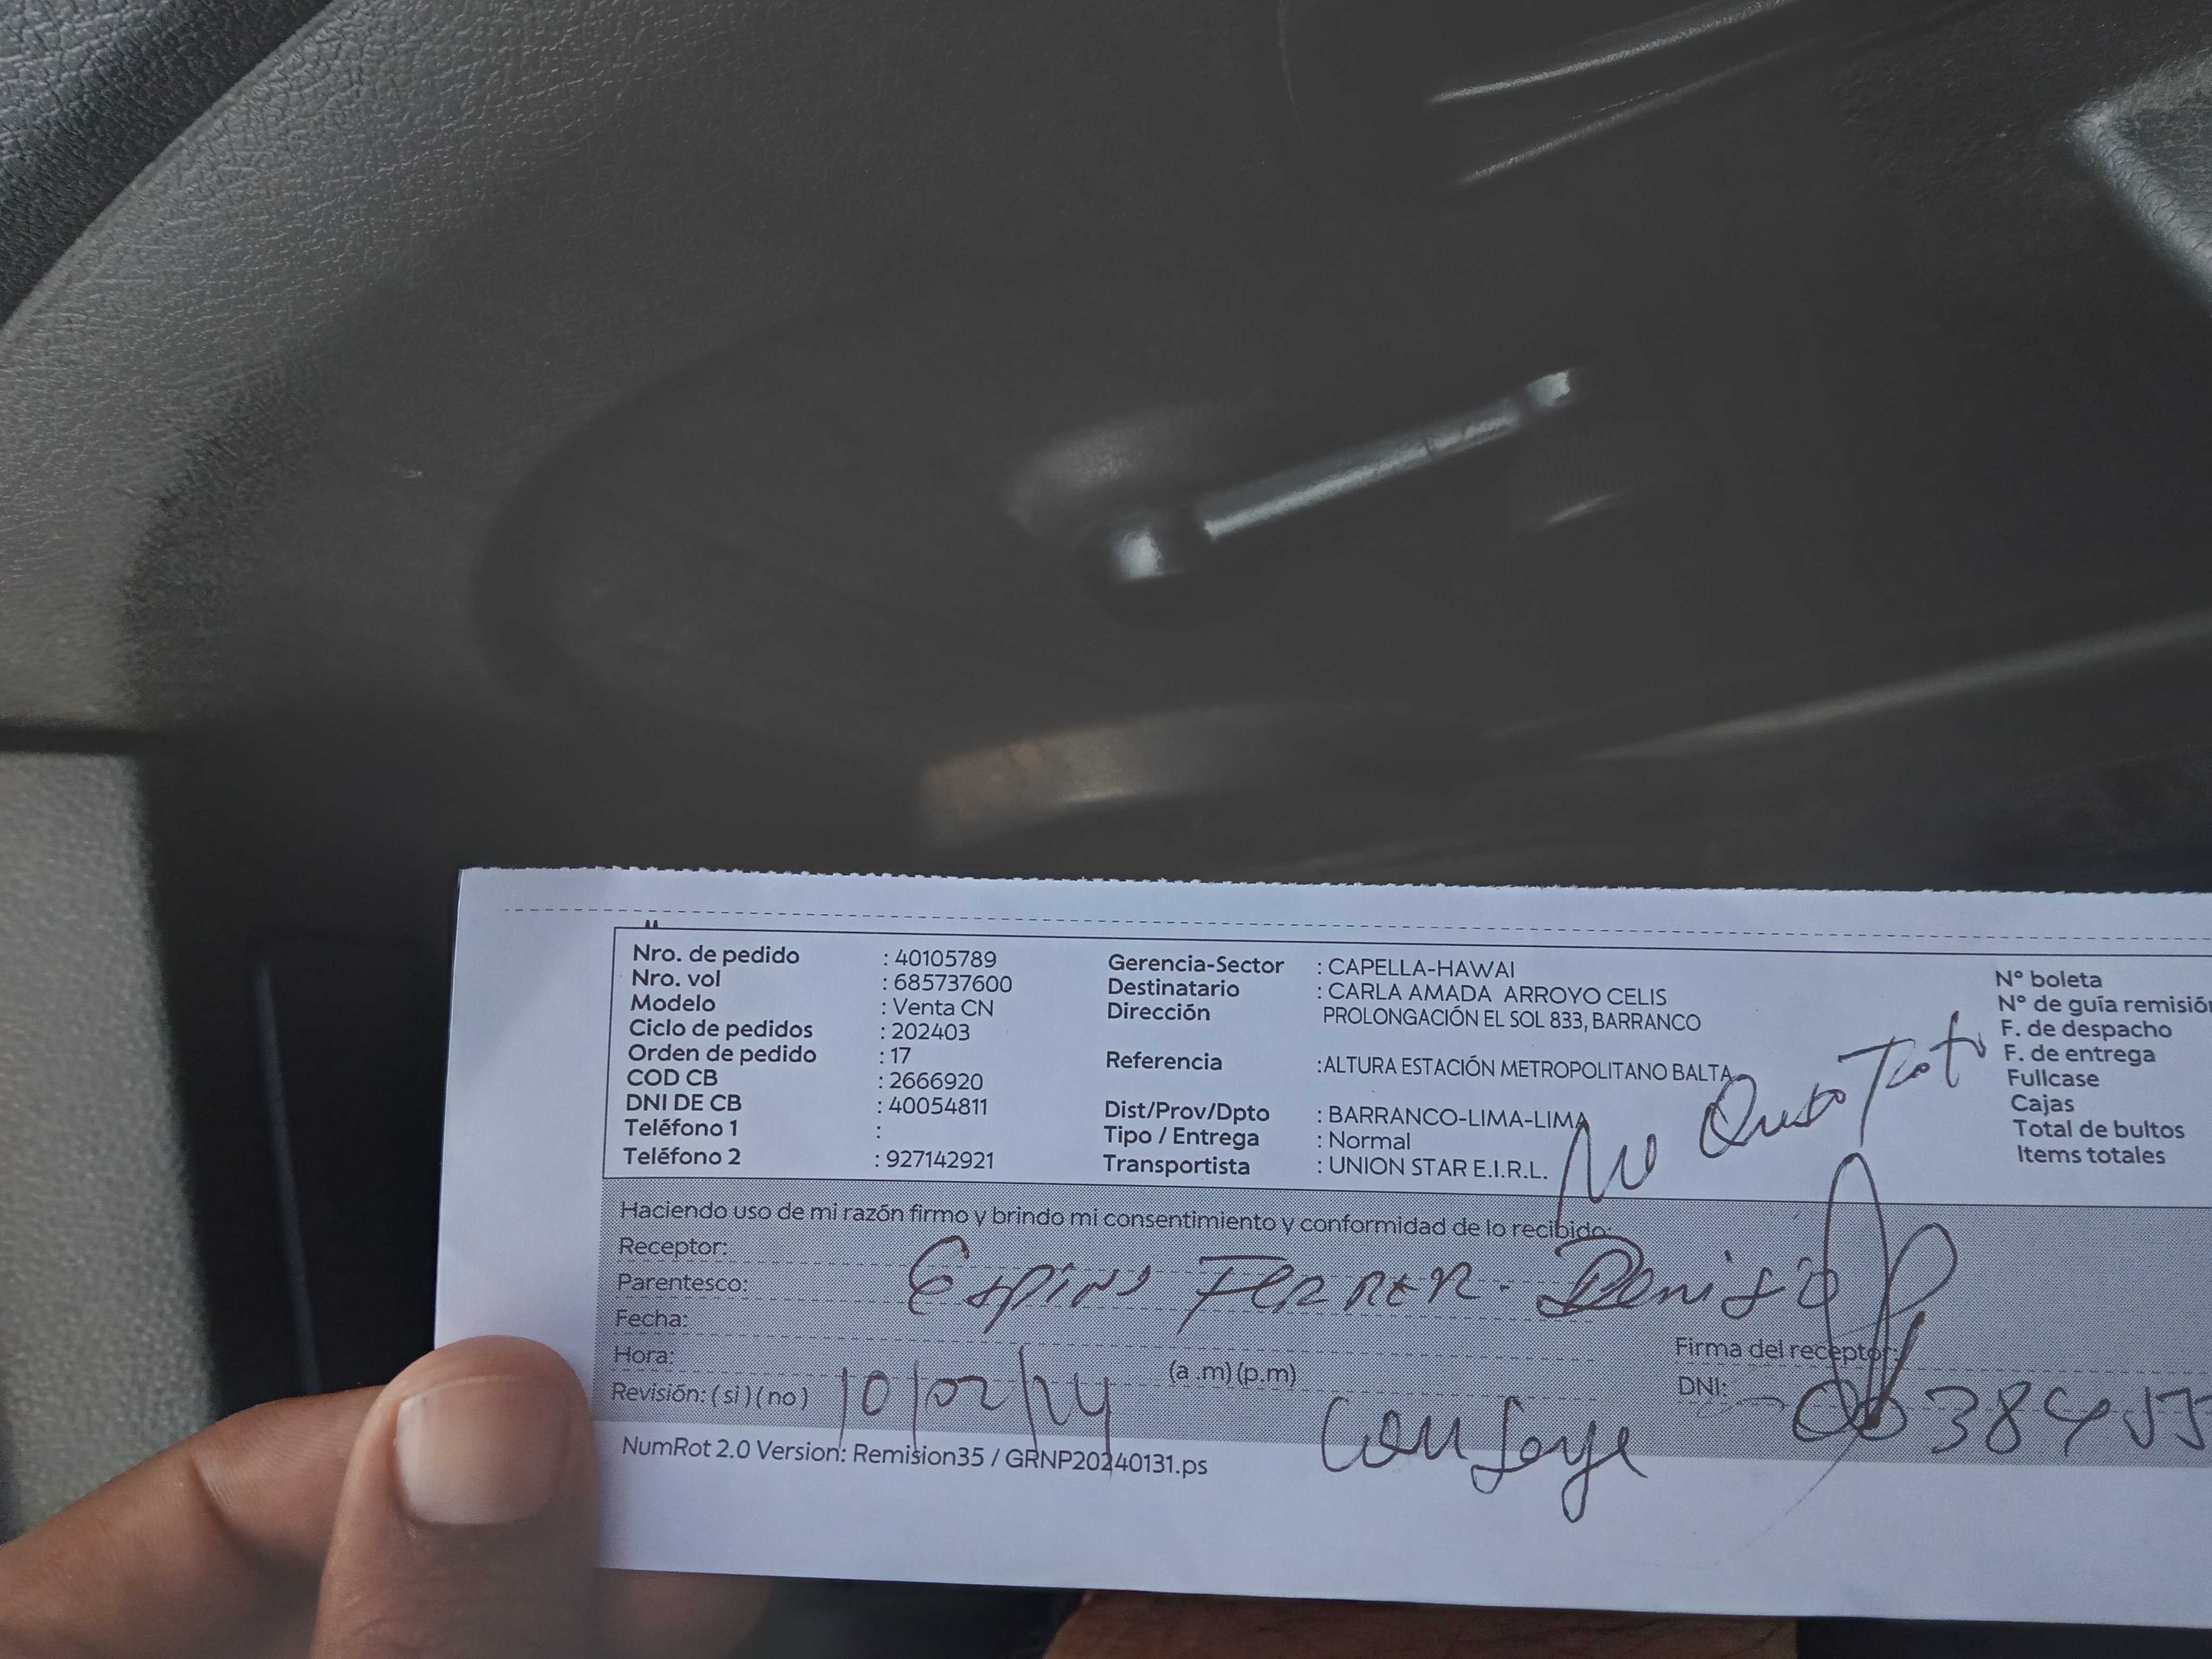 Nro. de pedido : 40105789
Nro. vol : 685737600
Modelo : Venta CN
Ciclo de pedidos : 202403
Orden de pedido : 17
COD CB : 2666920
DNI DE CB : 40054811
Teléfono 1 :
Teléfono 2 : 927142921
Gerencia-Sector : CAPELLA-HAWAI
Destinatario : CARLA AMADA ARROYO CELIS
Dirección PROLONGACIÓN EL SOL 833, BARRANCO
Referencia :ALTURA ESTACIÓN METROPOLITANO BALTA
Dist/Prov/Dpto : BARRANCO-LIMA-LIMA
Tipo / Entrega : Normal
Transportista : UNION STAR E.I.R.L.
N° boleta
N° de guía remisión
F. de despacho
F. de entrega
Fullcase
Cajas
Total de bultos
Items totales
No
Haciendo uso de mi razón firmo y brindo mi consentimiento y conformidad de lo recibido:
Receptor:
Parentesco: Espino Ferrer
Fecha:
Hora: (a.m)(p.m)
Revisión: (si)(no) 10/02/24
Firma del receptor:
DNI:
NumRot 2.0 Version: Remision35 / GRNP20240131.ps